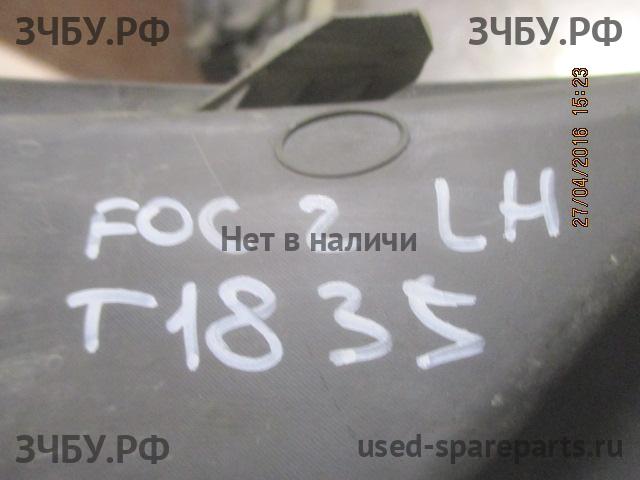 ЗЧБУ.РФ ЗЧБУ.РФ
27/04/2016 15:23
FOC 2 LH
Нет в наличи
T1835
ЗЧБУ.РФ used-spareparts.ru